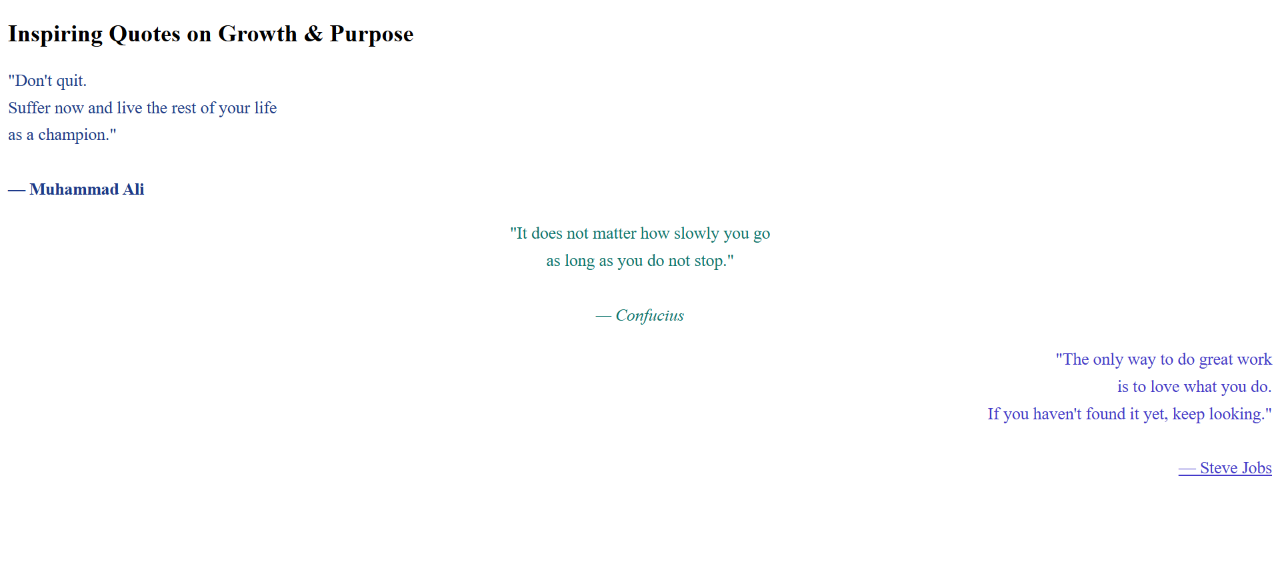 Inspiring Quotes on Growth & Purpose
"Don't quit.
Suffer now and live the rest of your life
as a champion."
— Muhammad Ali
"It does not matter how slowly you go
as long as you do not stop."
— Confucius
"The only way to do great work
is to love what you do.
If you haven't found it yet, keep looking."
— Steve Jobs